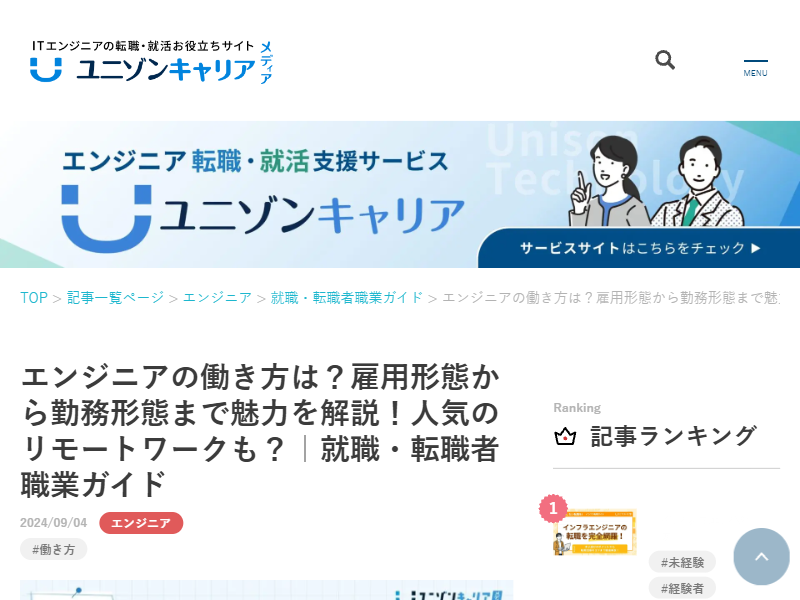 ITエンジニアの転職・就活お役立ちサイト
ユニゾンキャリア
メディア
MENU
Unison
Technology
エンジニア転職・就活支援サービス
ユニゾンキャリア
サービスサイトはこちらをチェック ▶
TOP > 記事一覧ページ > エンジニア > 就職・転職者職業ガイド > エンジニアの働き方は？雇用形態から勤務形態まで魅
エンジニアの働き方は？雇用形態か
ら勤務形態まで魅力を解説！人気の
リモートワークも？｜就職・転職者
職業ガイド
2024/09/04
エンジニア
#働き方
Ranking
記事ランキング
1
インフラエンジニアの
転職を完全網羅！
#未経験
#経験者